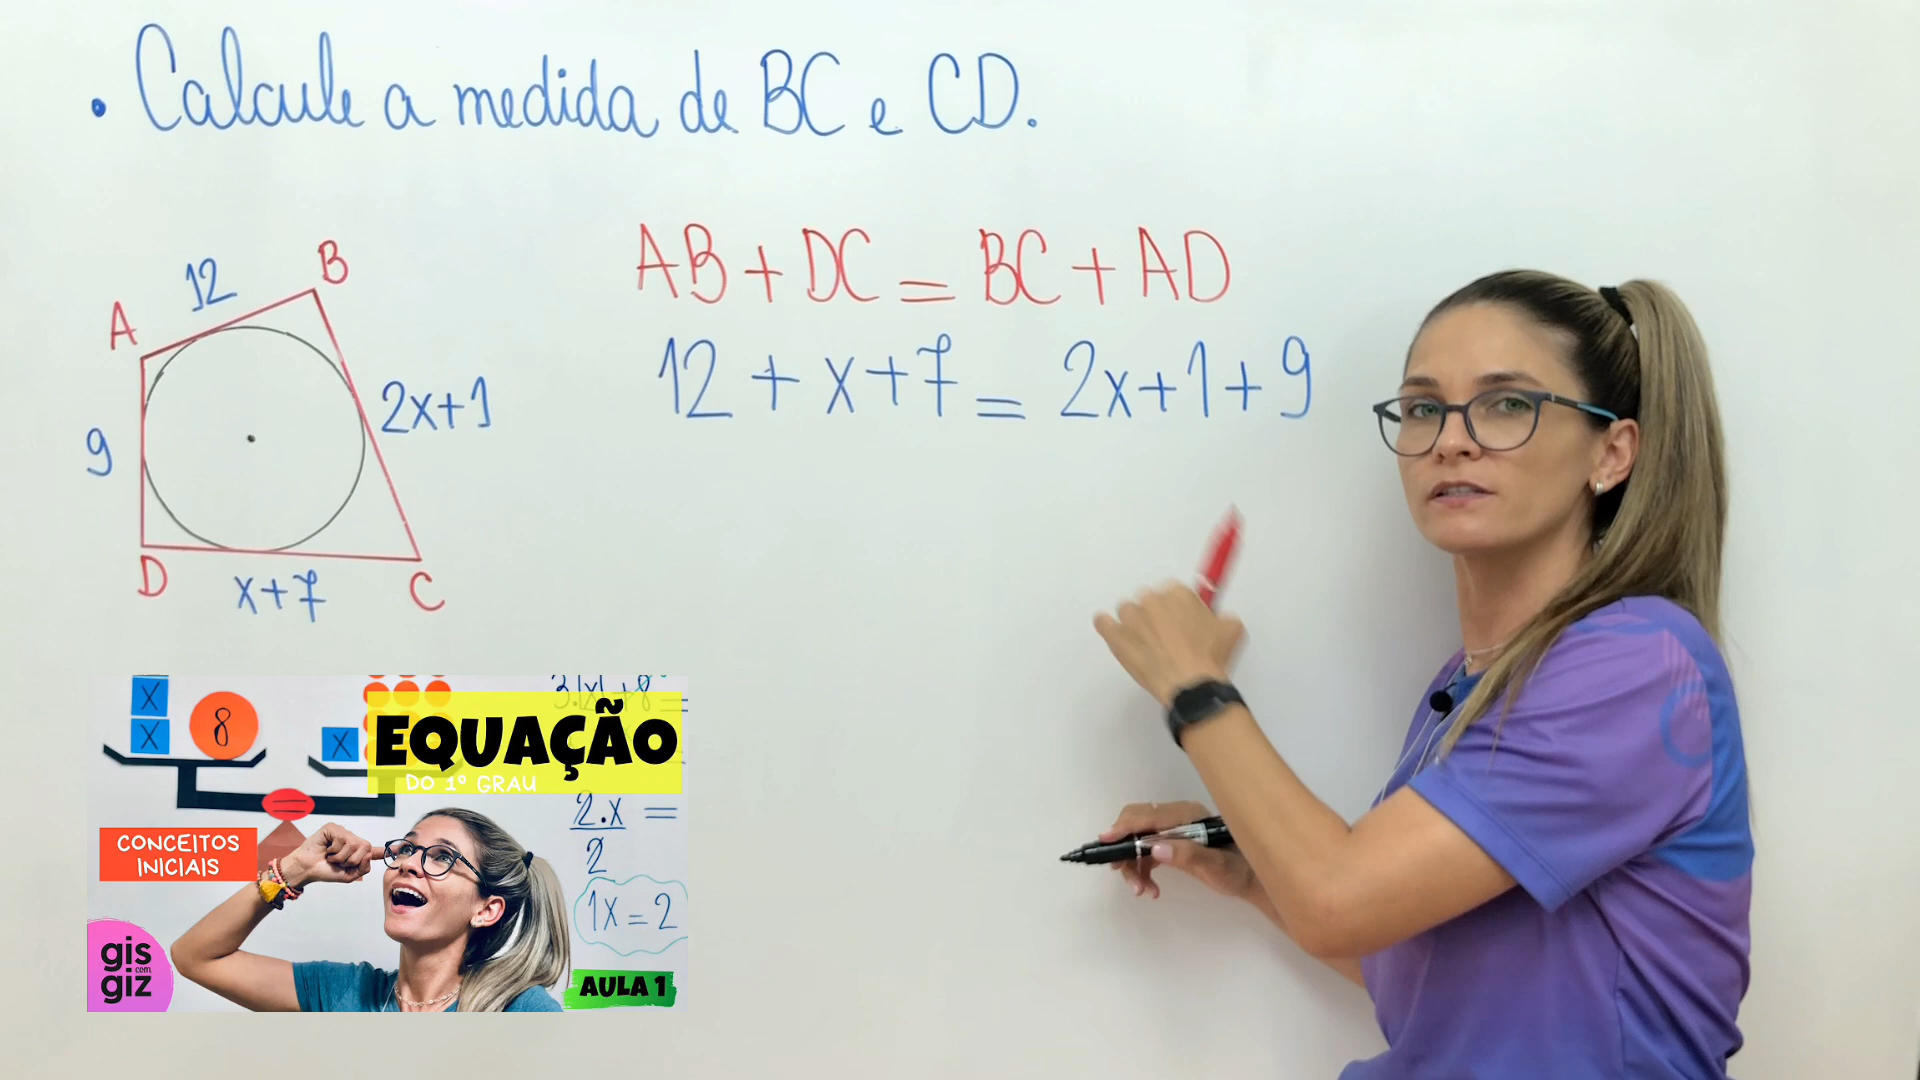 • Calcule a medida de BC e CD.
AB + DC = BC + AD
12 + x + 7 = 2x + 1 + 9
A
12
B
9
2x+1
D
x+7
C
X
X
8
X
EQUAÇÃO
DO 1º GRAU
CONCEITOS
INICIAIS
2.x =
2
1x = 2
gis
com
giz
AULA 1